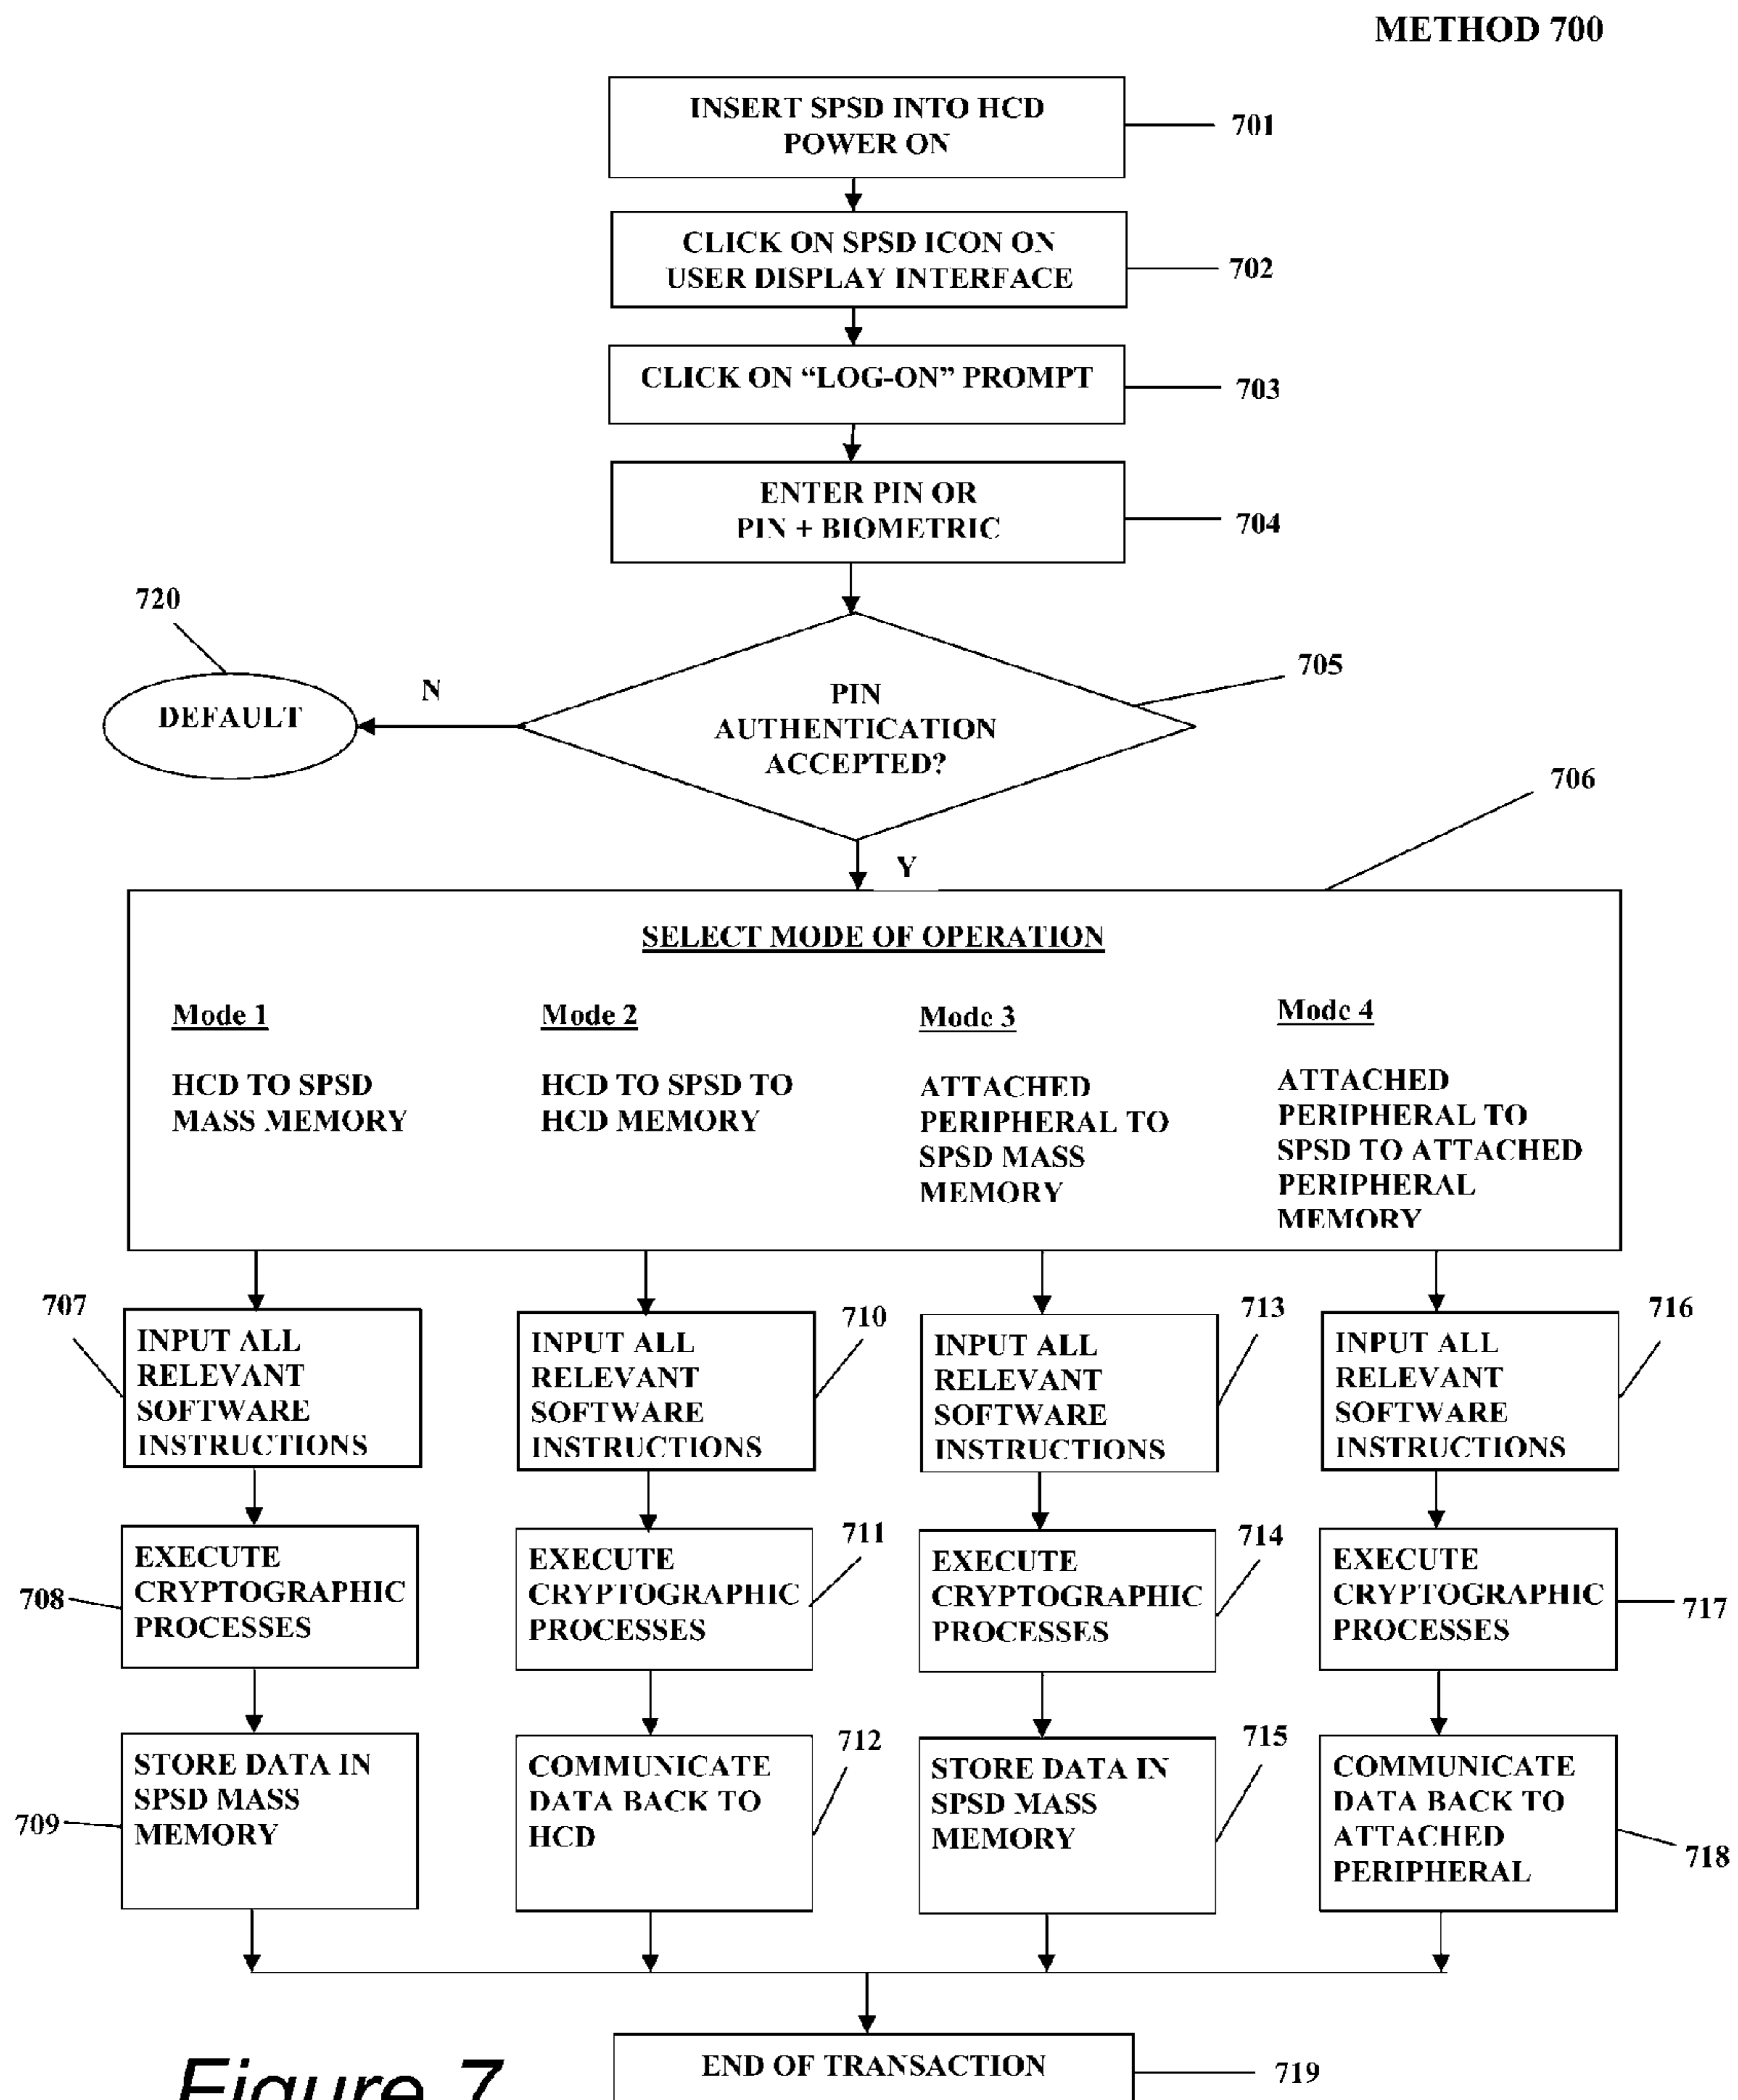 METHOD 700
INSERT SPSD INTO HCD
POWER ON
701
CLICK ON SPSD ICON ON
USER DISPLAY INTERFACE
702
CLICK ON “LOG-ON” PROMPT
703
ENTER PIN OR
PIN + BIOMETRIC
704
720
DEFAULT
N
PIN
AUTHENTICATION
ACCEPTED?
705
Y
706
SELECT MODE OF OPERATION
Mode 1
HCD TO SPSD
MASS MEMORY
Mode 2
HCD TO SPSD TO
HCD MEMORY
Mode 3
ATTACHED
PERIPHERAL TO
SPSD MASS
MEMORY
Mode 4
ATTACHED
PERIPHERAL TO
SPSD TO ATTACHED
PERIPHERAL
MEMORY
707
INPUT ALL
RELEVANT
SOFTWARE
INSTRUCTIONS
710
INPUT ALL
RELEVANT
SOFTWARE
INSTRUCTIONS
713
INPUT ALL
RELEVANT
SOFTWARE
INSTRUCTIONS
716
INPUT ALL
RELEVANT
SOFTWARE
INSTRUCTIONS
708
EXECUTE
CRYPTOGRAPHIC
PROCESSES
711
EXECUTE
CRYPTOGRAPHIC
PROCESSES
714
EXECUTE
CRYPTOGRAPHIC
PROCESSES
717
EXECUTE
CRYPTOGRAPHIC
PROCESSES
709
STORE DATA IN
SPSD MASS
MEMORY
712
COMMUNICATE
DATA BACK TO
HCD
715
STORE DATA IN
SPSD MASS
MEMORY
718
COMMUNICATE
DATA BACK TO
ATTACHED
PERIPHERAL
END OF TRANSACTION
719
Figure 7